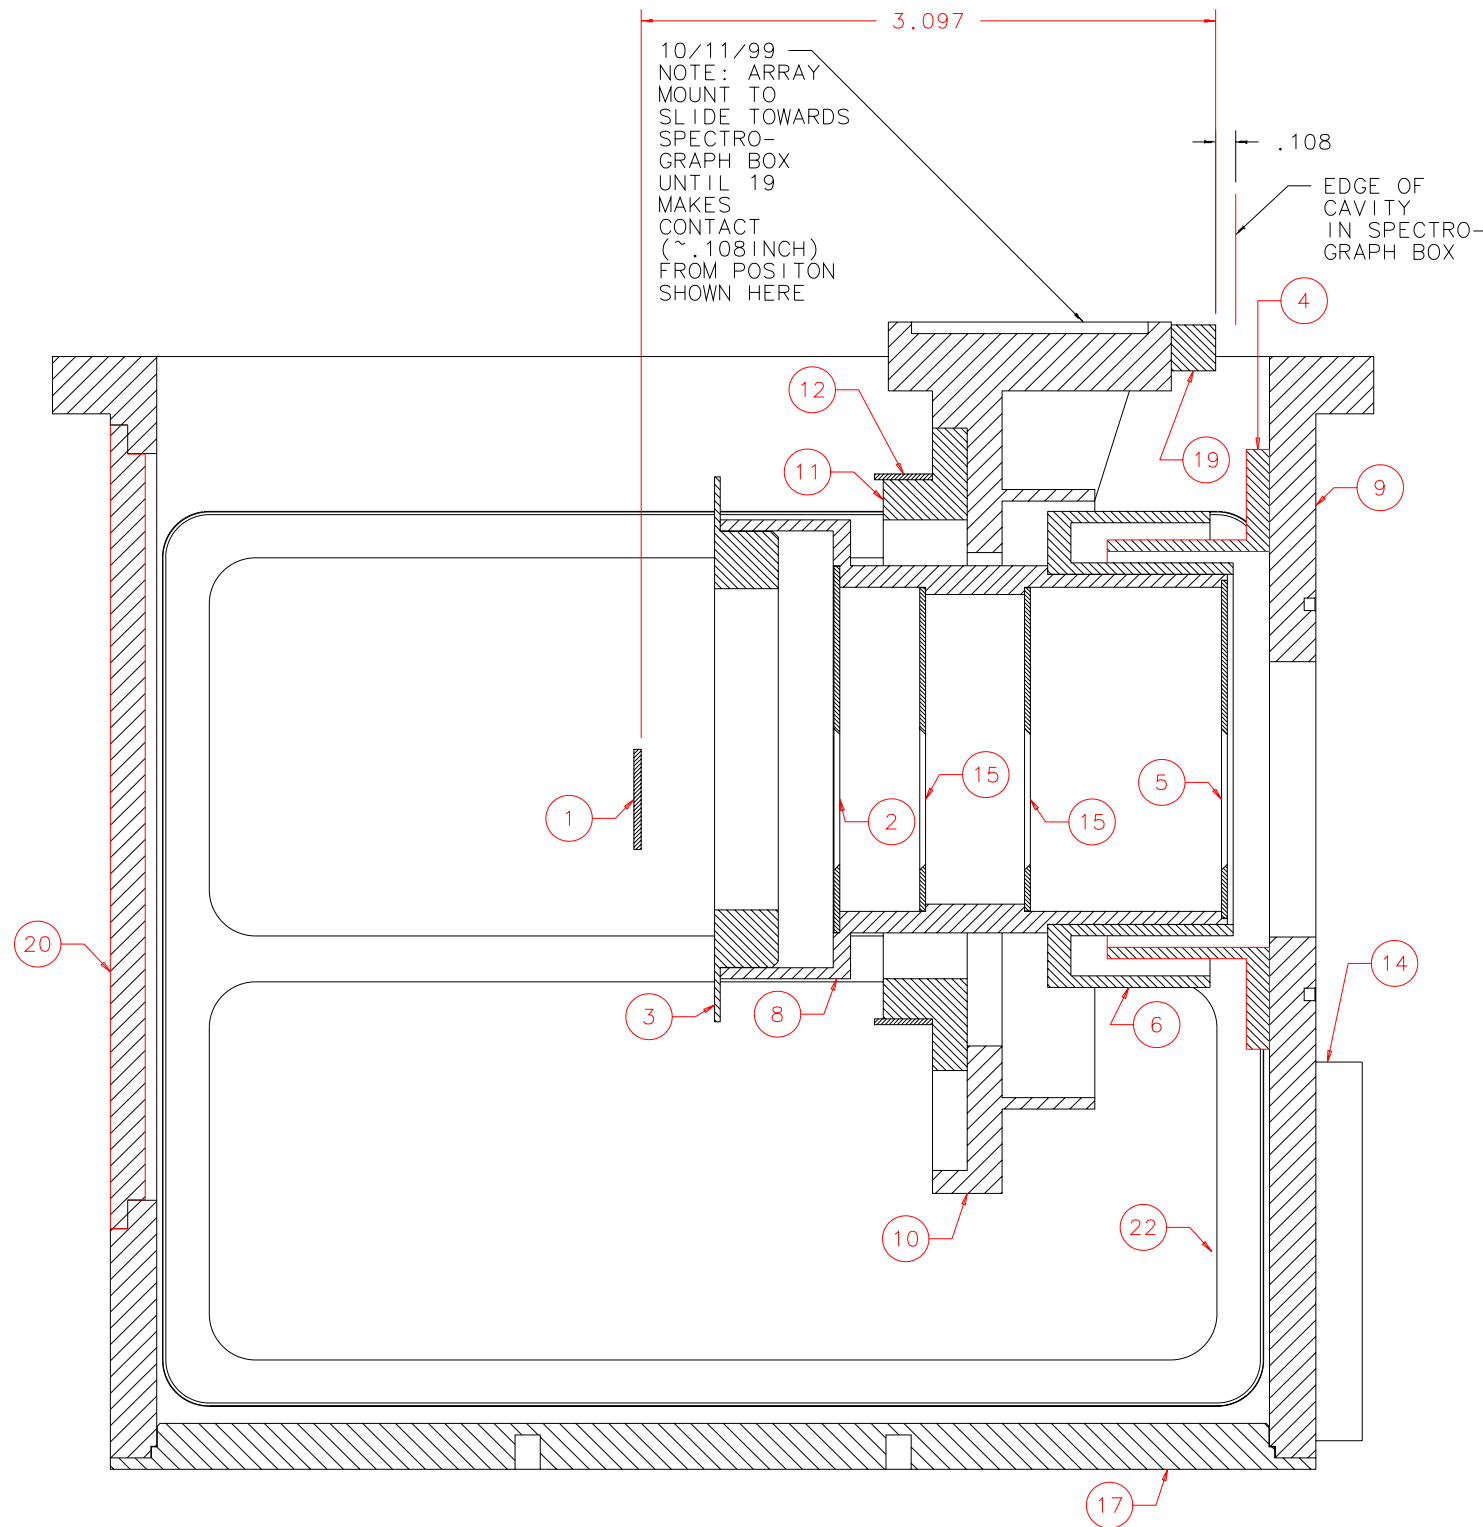 3.097
10/11/99
NOTE: ARRAY
MOUNT TO
SLIDE TOWARDS
SPECTRO-
GRAPH BOX
UNTIL 19
MAKES
CONTACT
(~.108INCH)
FROM POSITON
SHOWN HERE
.108
EDGE OF
CAVITY
IN SPECTRO-
GRAPH BOX
4
12
19
11
9
15
5
1
2
15
20
14
3
8
6
22
10
17